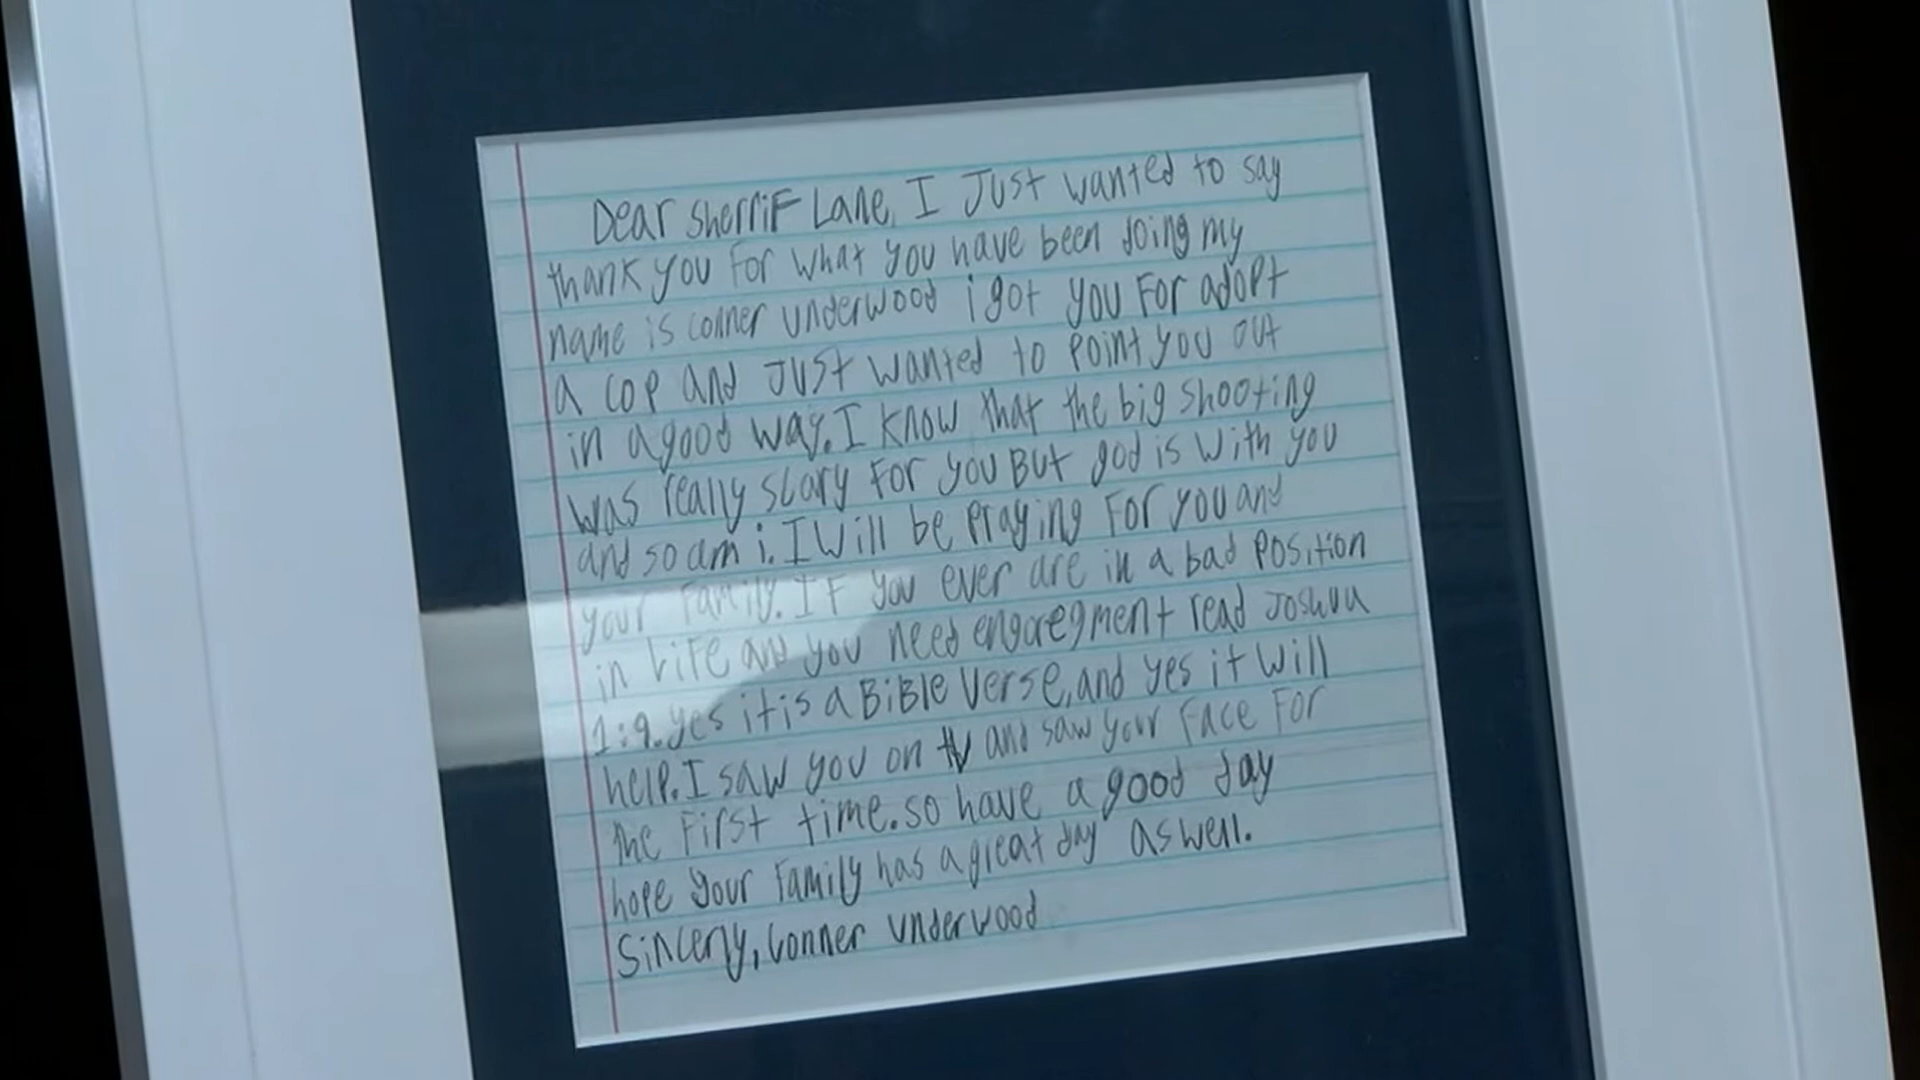 Dear Sherrif Lane, I Just wanted to say
thank you For what you have been doing my
name is conner underwood i got you For adopt
a cop and JUST wanted to point you out
in a good way. I know that the big shooting
was really scary For you But god is with you
and so am i. I Will be praying For you and
your Family. IF you ever are in a bad position
in life and you need engoregment read Joshua
1:9. yes it is a BiBle Verse, and yes it will
help. I saw you on tv and saw your face For
the First time. so have a good day
hope your family has a great day as well.
Sincerly, conner underwood